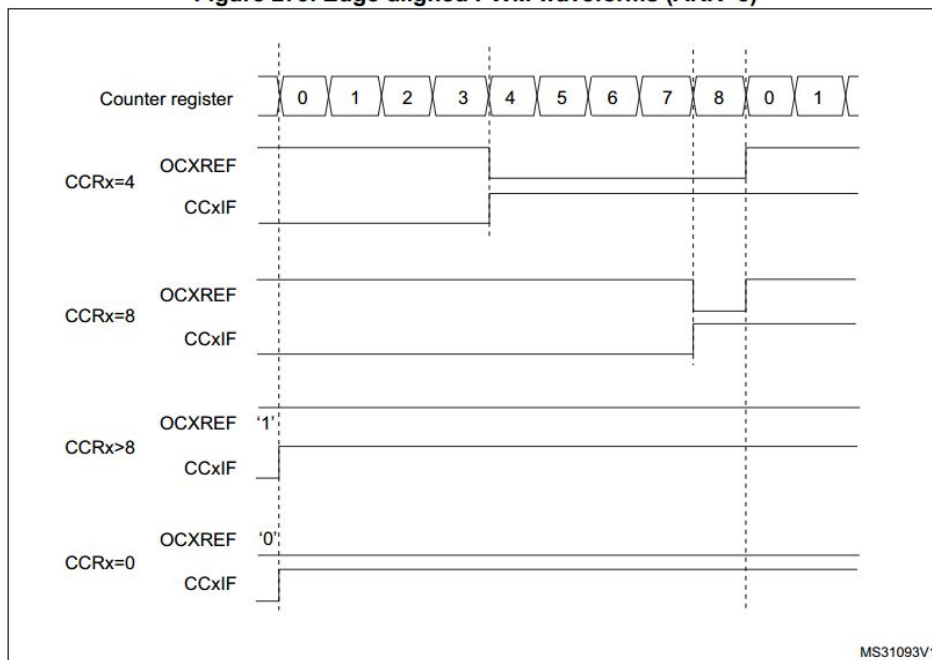 Counter register 0 1 2 3 4 5 6 7 8 0 1
OCXREF
CCRx=4
CCxIF
OCXREF
CCRx=8
CCxIF
OCXREF '1'
CCRx>8
CCxIF
OCXREF '0'
CCRx=0
CCxIF
MS31093V1